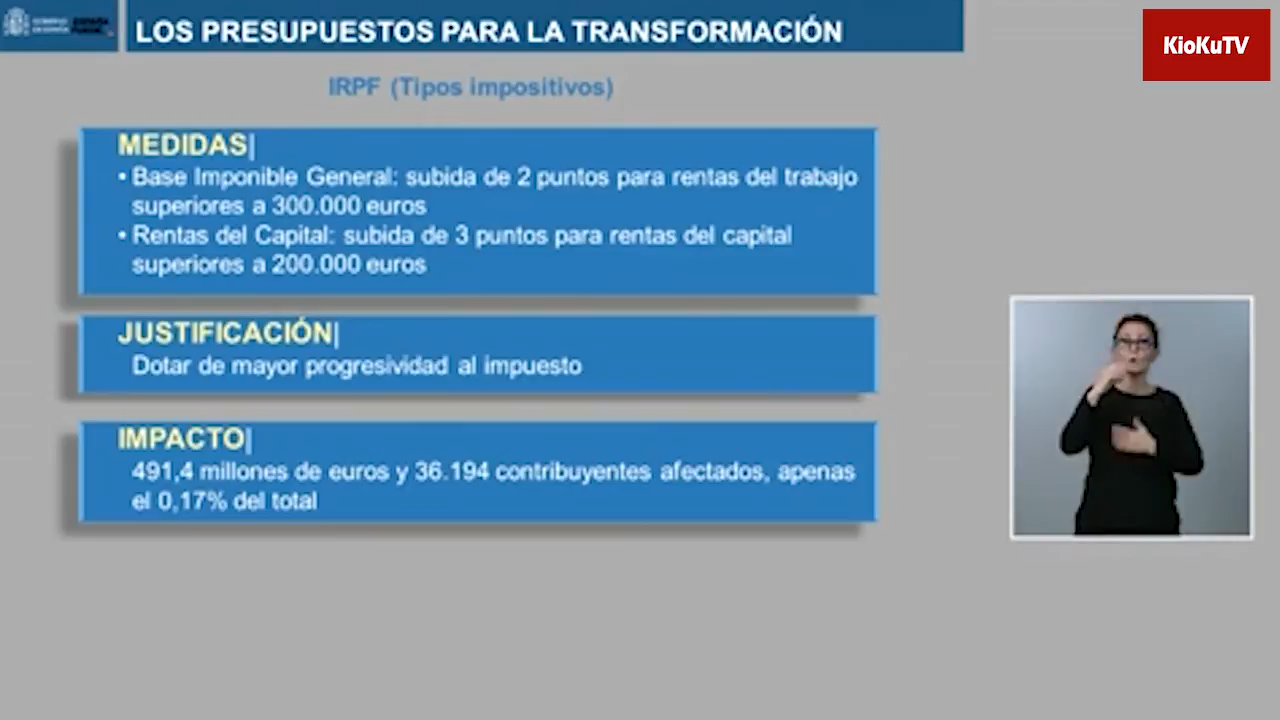 LOS PRESUPUESTOS PARA LA TRANSFORMACIÓN
KioKuTV
IRPF (Tipos impositivos)
MEDIDAS|
• Base Imponible General: subida de 2 puntos para rentas del trabajo
superiores a 300.000 euros
• Rentas del Capital: subida de 3 puntos para rentas del capital
superiores a 200.000 euros
JUSTIFICACIÓN|
Dotar de mayor progresividad al impuesto
IMPACTO|
491,4 millones de euros y 36.194 contribuyentes afectados, apenas
el 0,17% del total